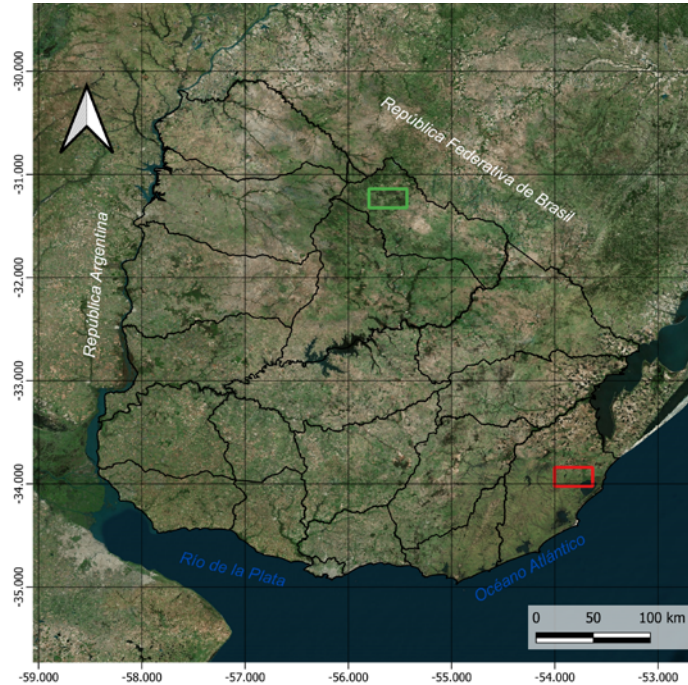 -30.000
-31.000
-32.000
-33.000
-34.000
-35.000
República Federativa de Brasil
República Argentina
Río de la Plata
Océano Atlántico
0 50 100 km
-59.000 -58.000 -57.000 -56.000 -55.000 -54.000 -53.000